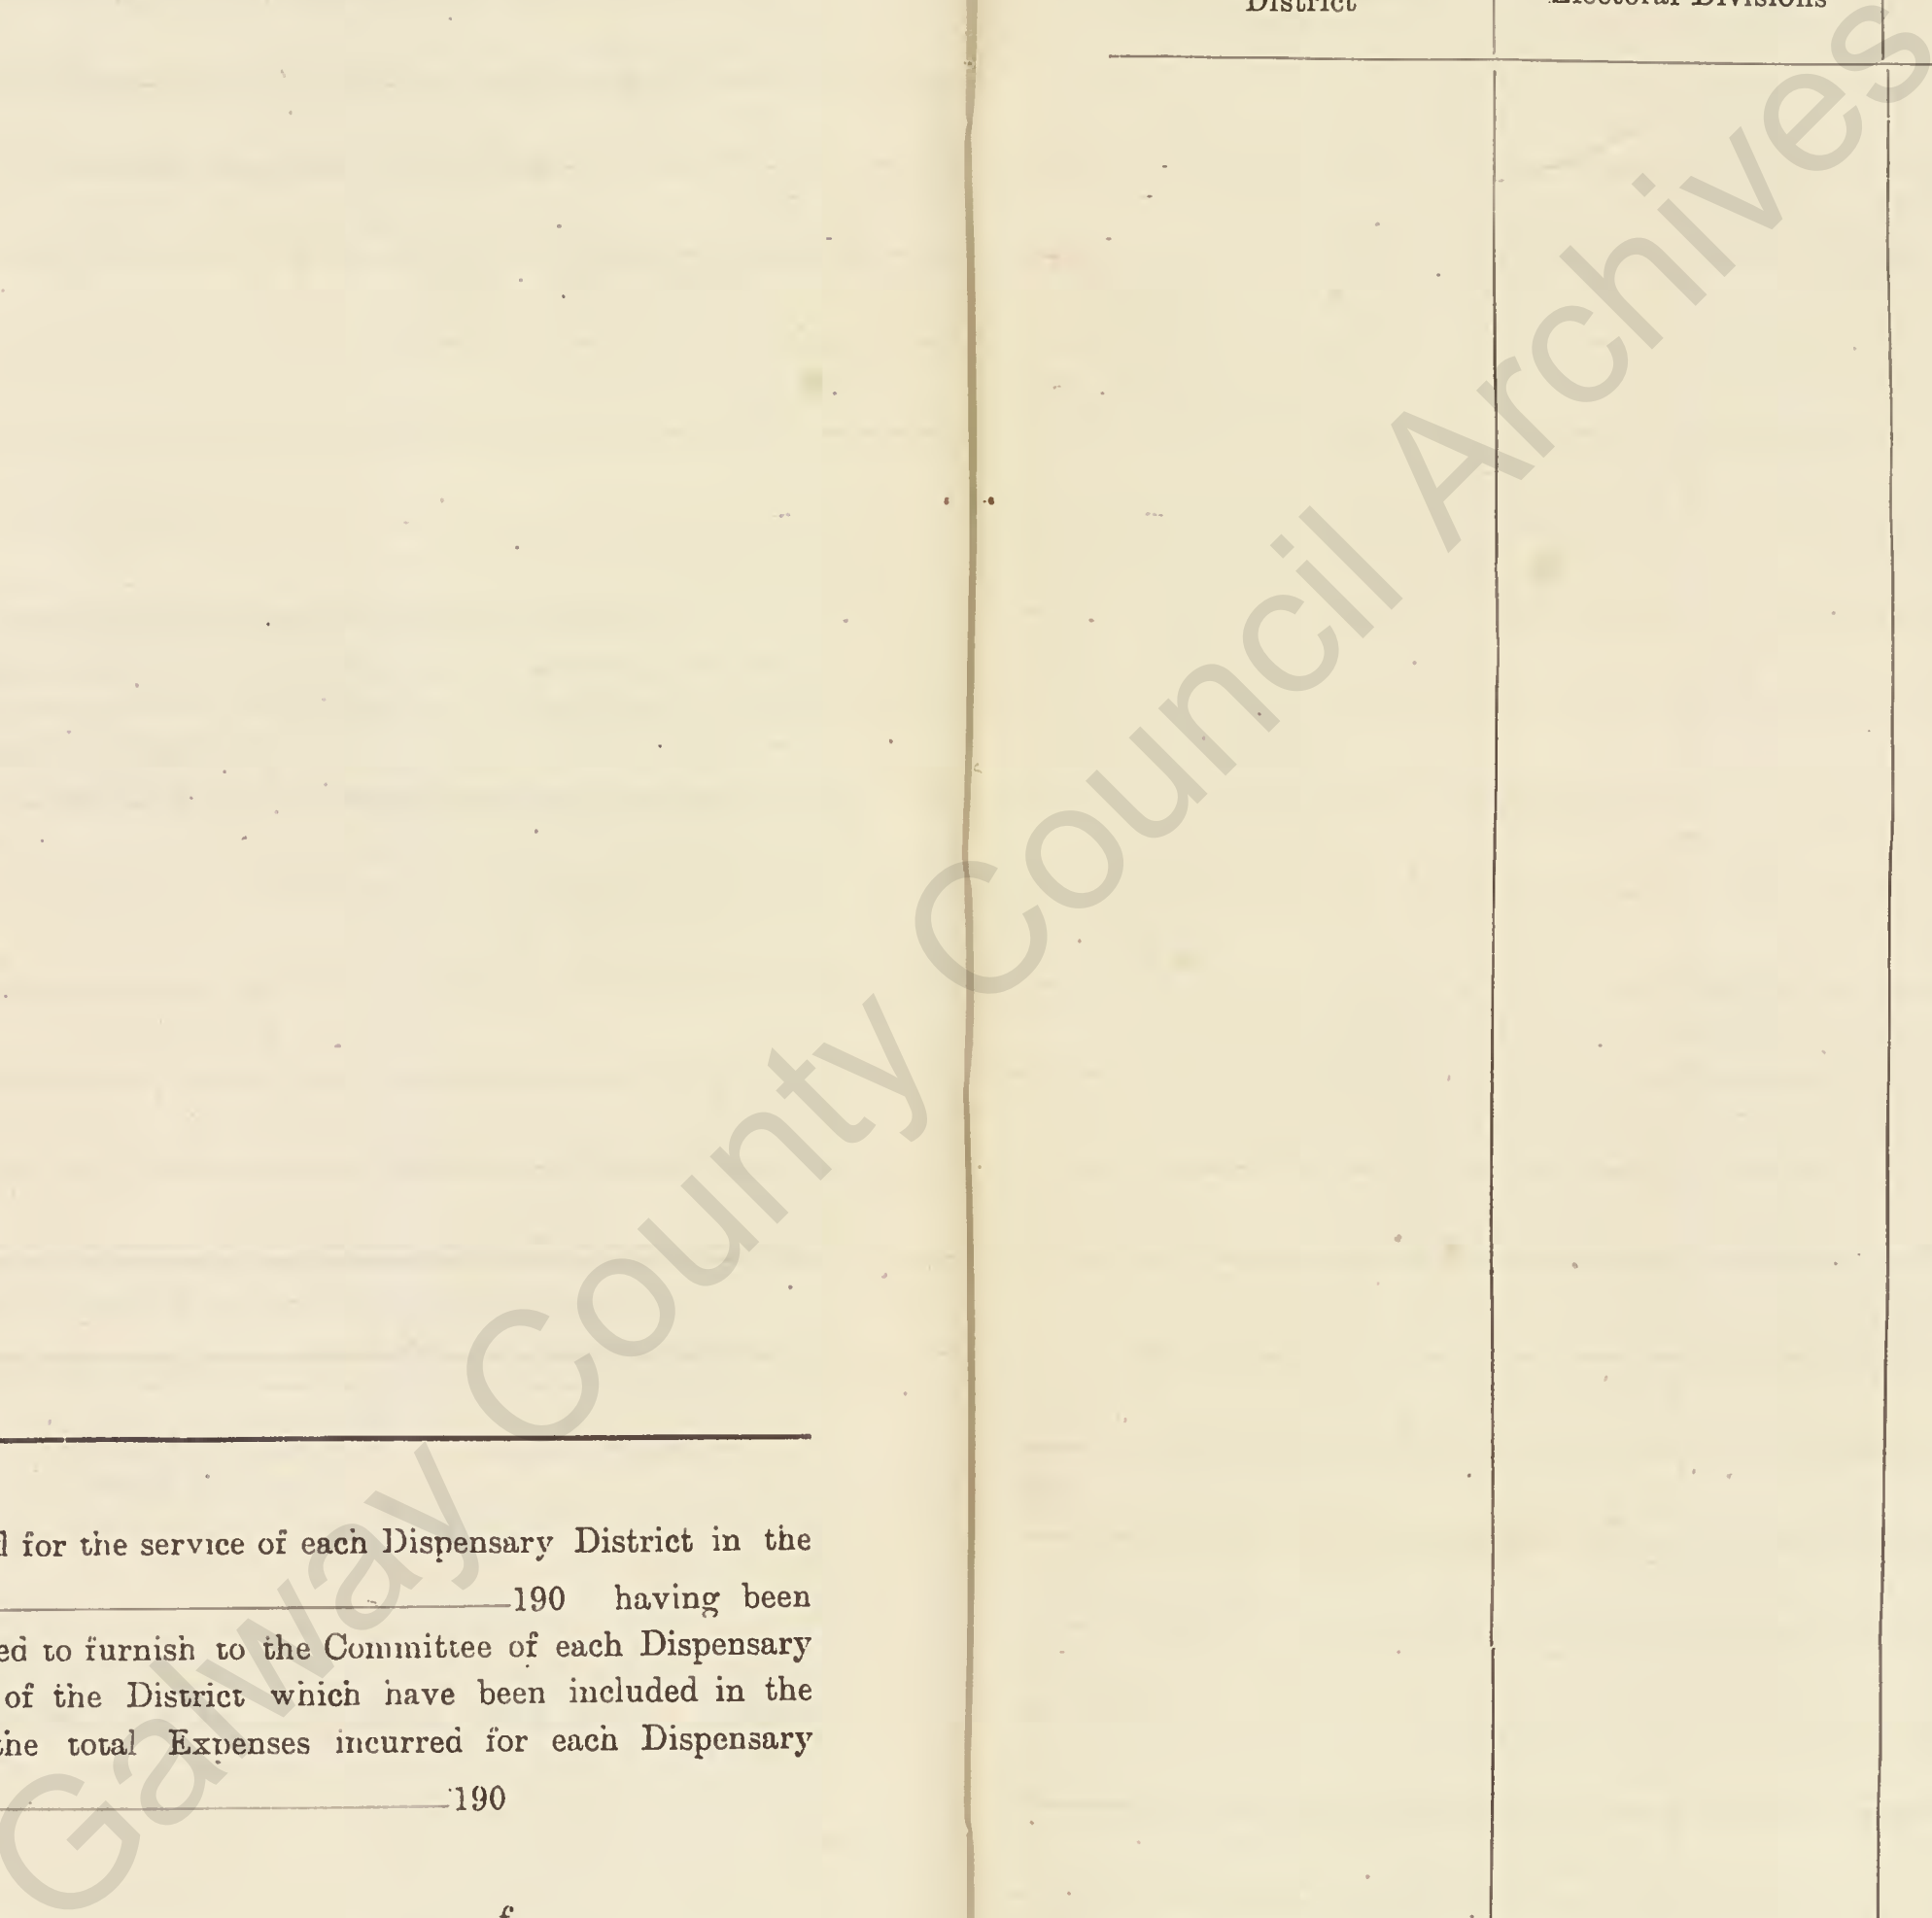 for the service of each Dispensary District in the
190 having been
ed to furnish to the Committee of each Dispensary
of the District which have been included in the
the total Expenses incurred for each Dispensary
190
District
Electoral Divisions
Galway County Council Archives